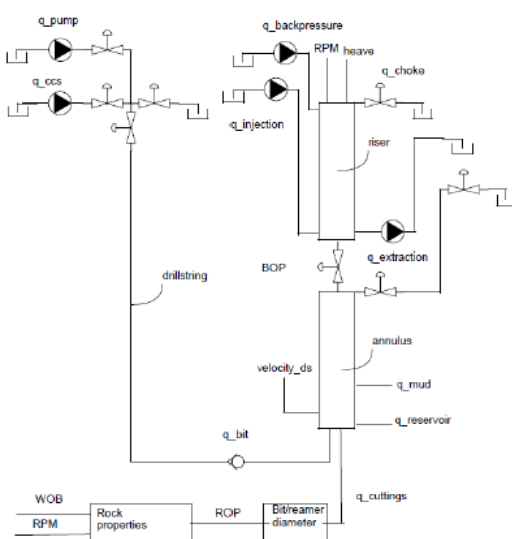 q_pump
q_backpressure
RPM
heave
q_ccs
q_choke
q_injection
riser
BOP
q_extraction
drillstring
annulus
velocity_ds
q_mud
q_reservoir
q_bit
q_cuttings
WOB
RPM
Rock
properties
ROP
Bit/reamer
diameter